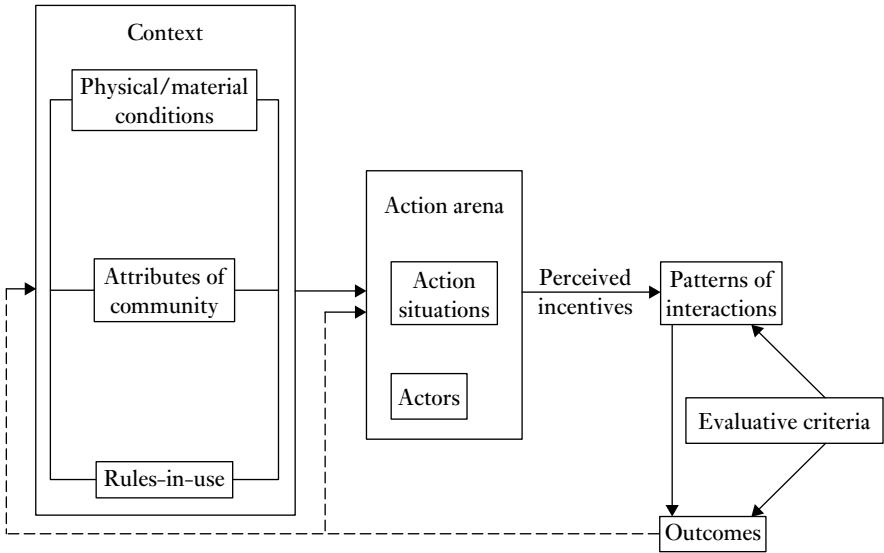 Context
Physical/material
conditions
Attributes of
community
Rules-in-use
Action arena
Action
situations
Actors
Perceived
incentives
Patterns of
interactions
Evaluative criteria
Outcomes